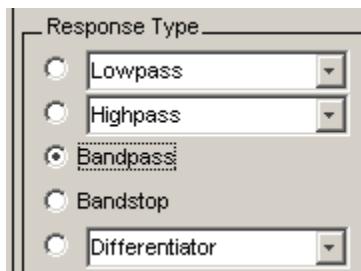 Response Type
Lowpass
Highpass
Bandpass
Bandstop
Differentiator